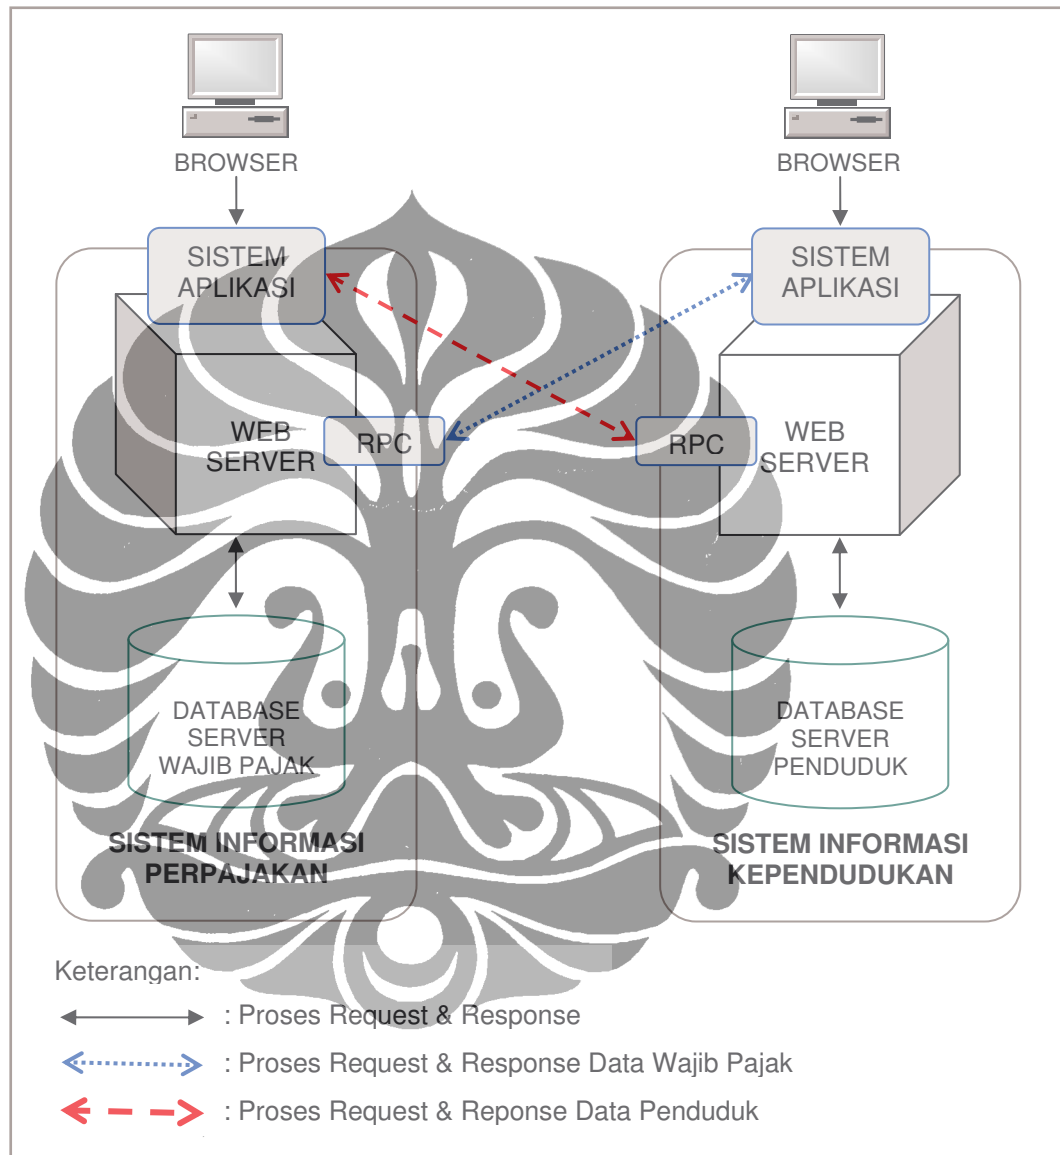 BROWSER
BROWSER
SISTEM
APLIKASI
SISTEM
APLIKASI
WEB
SERVER
RPC
RPC
WEB
SERVER
DATABASE
SERVER
WAJIB PAJAK
DATABASE
SERVER
PENDUDUK
SISTEM INFORMASI
PERPAJAKAN
SISTEM INFORMASI
KEPENDUDUKAN
Keterangan:
: Proses Request & Response
: Proses Request & Response Data Wajib Pajak
: Proses Request & Reponse Data Penduduk